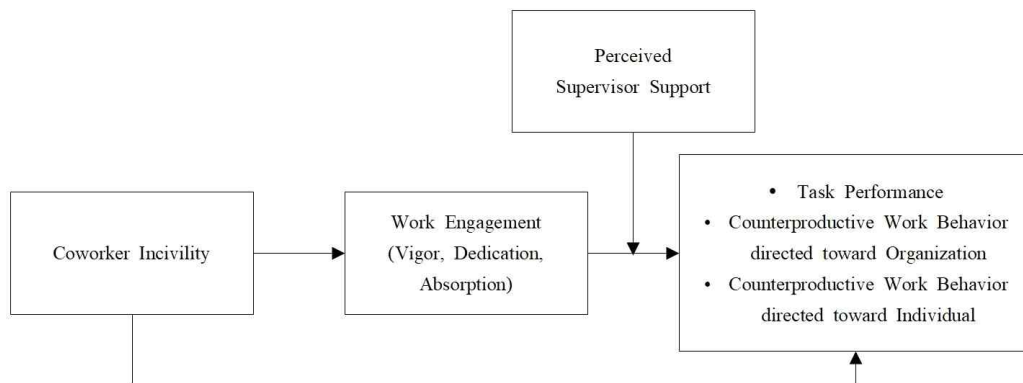 Perceived
Supervisor Support
Coworker Incivility
Work Engagement
(Vigor, Dedication,
Absorption)
• Task Performance
• Counterproductive Work Behavior
directed toward Organization
• Counterproductive Work Behavior
directed toward Individual